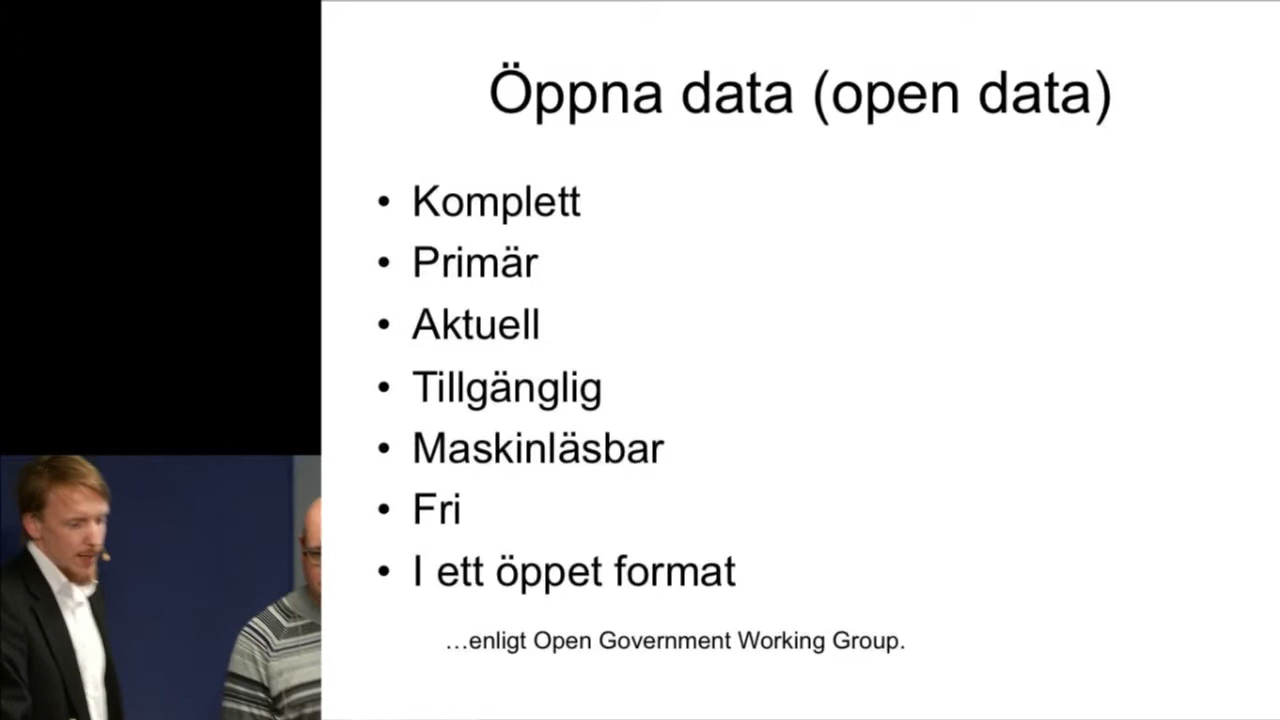 Öppna data (open data)
• Komplett
• Primär
• Aktuell
• Tillgänglig
• Maskinläsbar
• Fri
• I ett öppet format
…enligt Open Government Working Group.